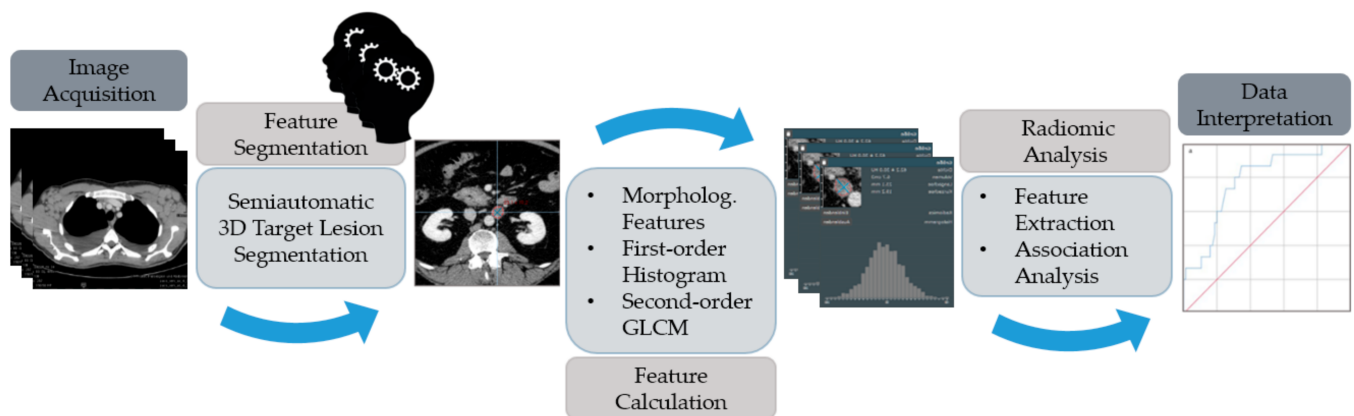 Image
Acquisition
Feature
Segmentation
Semiautomatic
3D Target Lesion
Segmentation
• Morpholog.
Features
• First-order
Histogram
• Second-order
GLCM
Feature
Calculation
Radiomic
Analysis
• Feature
Extraction
• Association
Analysis
Data
Interpretation